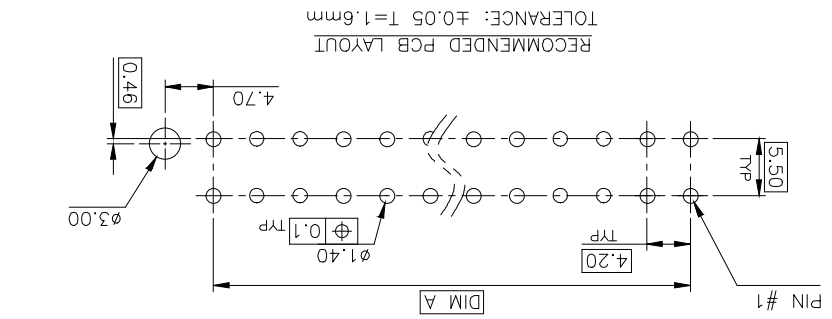 PIN #1
DIM A
4.20
TYP
ø1.40
⌖ 0.1 TYP
ø3.00
5.50
TYP
4.70
0.46
RECOMMENDED PCB LAYOUT
TOLERANCE: ±0.05 T=1.6mm